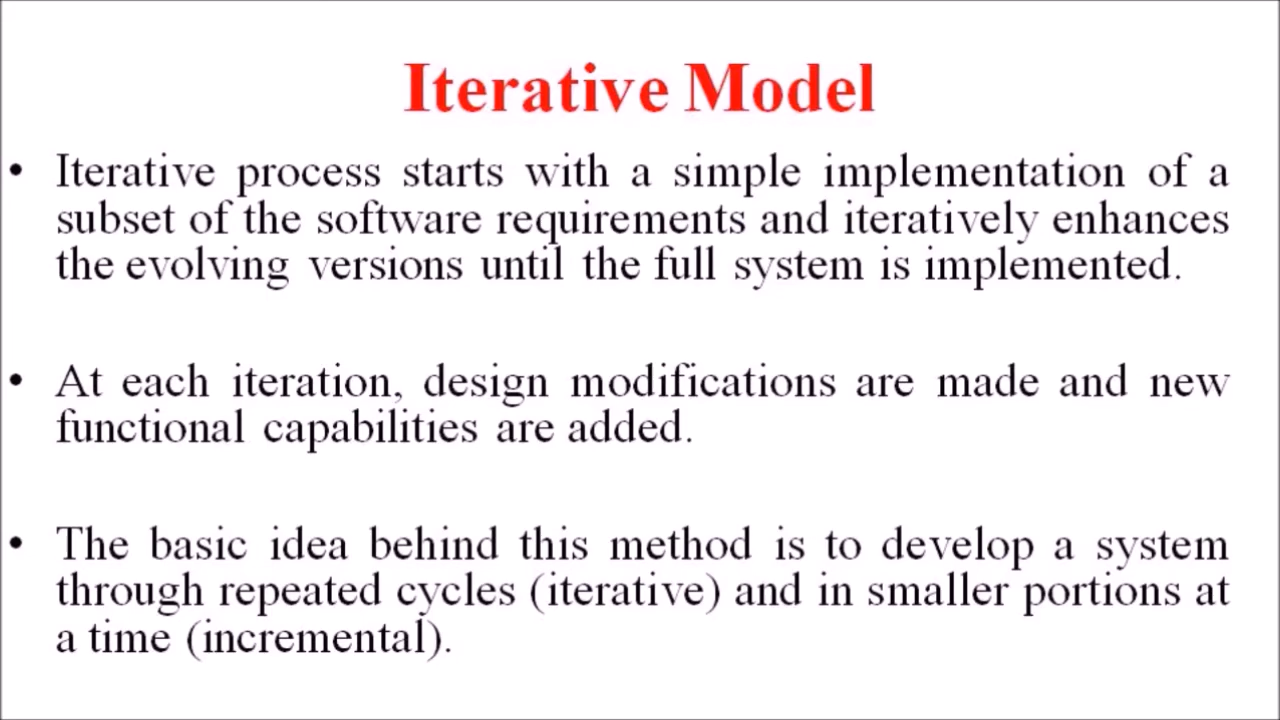 Iterative Model
• Iterative process starts with a simple implementation of a
subset of the software requirements and iteratively enhances
the evolving versions until the full system is implemented.
• At each iteration, design modifications are made and new
functional capabilities are added.
• The basic idea behind this method is to develop a system
through repeated cycles (iterative) and in smaller portions at
a time (incremental).